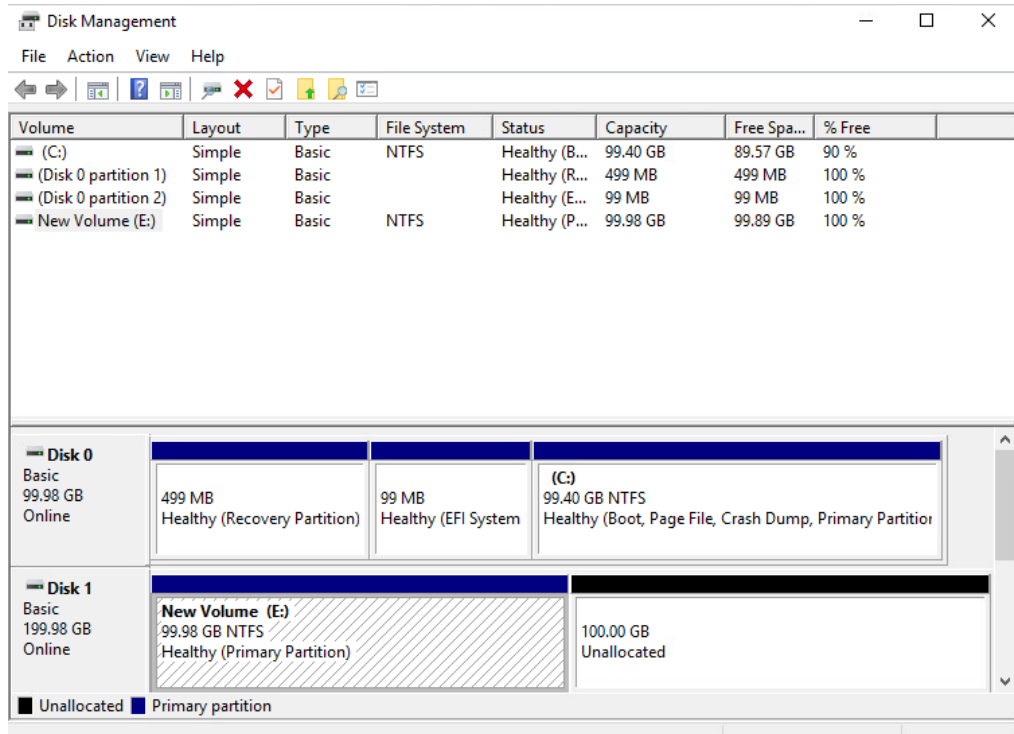 Disk Management
File Action View Help
Volume Layout Type File System Status Capacity Free Spa... % Free
(C:) Simple Basic NTFS Healthy (B... 99.40 GB 89.57 GB 90 %
(Disk 0 partition 1) Simple Basic Healthy (R... 499 MB 499 MB 100 %
(Disk 0 partition 2) Simple Basic Healthy (E... 99 MB 99 MB 100 %
New Volume (E:) Simple Basic NTFS Healthy (P... 99.98 GB 99.89 GB 100 %
Disk 0
Basic
99.98 GB
Online
499 MB
Healthy (Recovery Partition)
99 MB
Healthy (EFI System
(C:)
99.40 GB NTFS
Healthy (Boot, Page File, Crash Dump, Primary Partition
Disk 1
Basic
199.98 GB
Online
New Volume (E:)
99.98 GB NTFS
Healthy (Primary Partition)
100.00 GB
Unallocated
Unallocated Primary partition